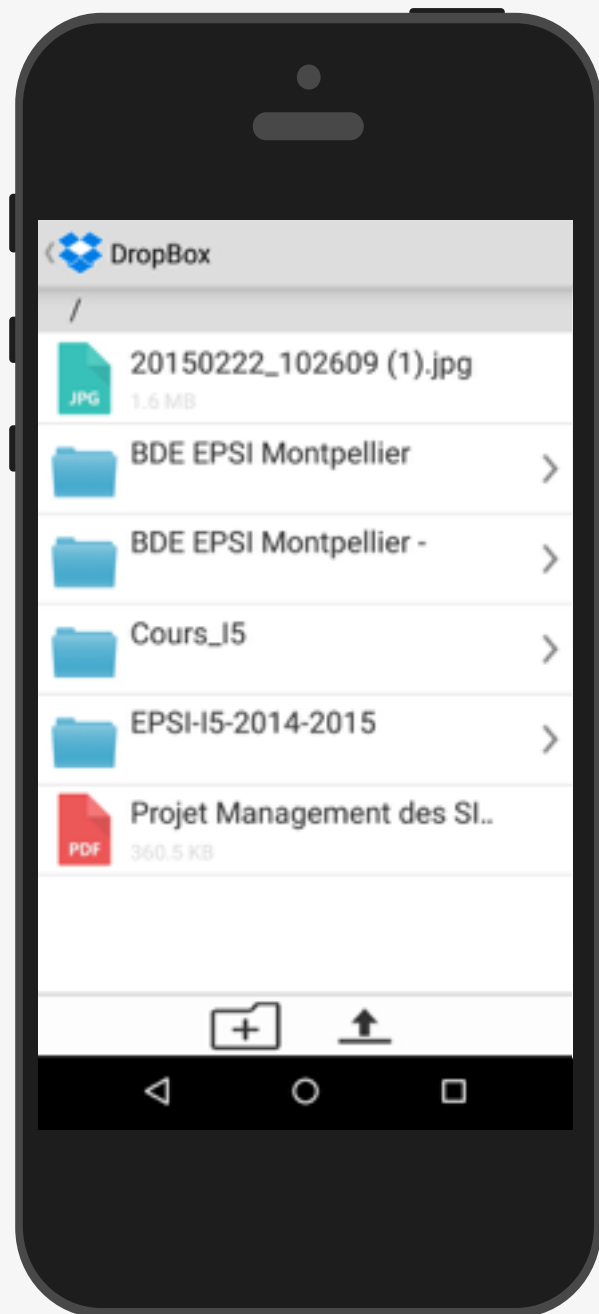 DropBox
/
20150222_102609 (1).jpg
JPG
1.6 MB
BDE EPSI Montpellier
BDE EPSI Montpellier -
Cours_I5
EPSI-I5-2014-2015
Projet Management des SI..
PDF
360.5 KB